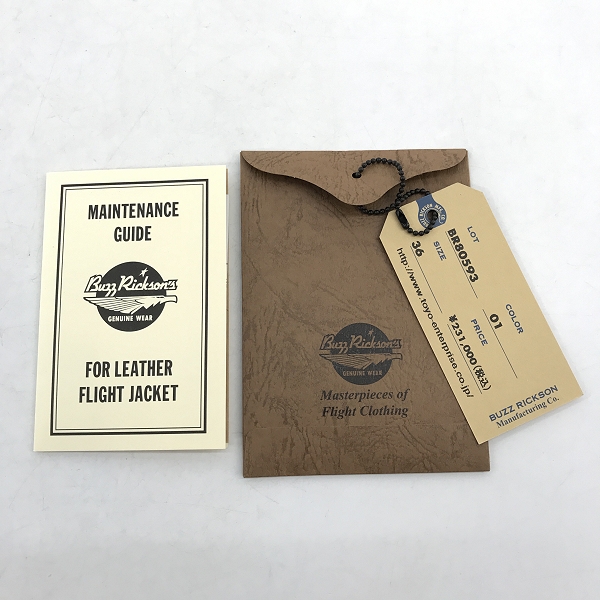 MAINTENANCE
GUIDE
Buzz Rickson's
GENUINE WEAR
FOR LEATHER
FLIGHT JACKET
Buzz Rickson's
GENUINE WEAR
Masterpieces of
Flight Clothing
LOT
BR80593
SIZE
36
COLOR
01
PRICE
¥231,000(税込)
http://www.toyo-enterprise.co.jp/
BUZZ RICKSON
Manufacturing Co.